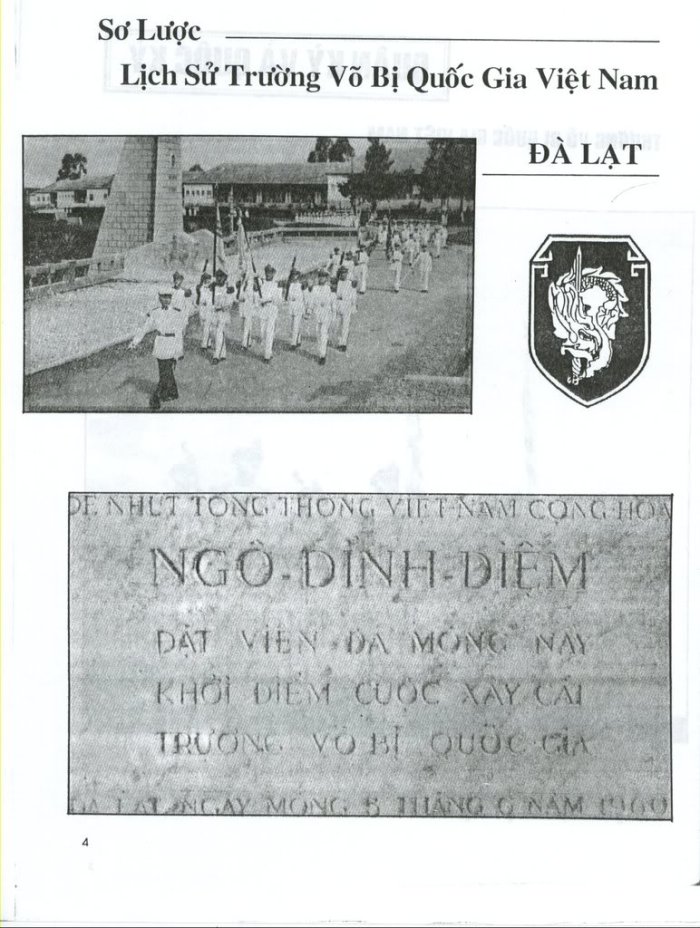 Sơ Lược
Lịch Sử Trường Võ Bị Quốc Gia Việt Nam
ĐÀ LẠT
ĐỆ NHỨT TỔNG THỐNG VIỆT-NAM CỘNG-HÒA
NGÔ-ĐÌNH-DIỆM
ĐẶT VIÊN ĐÁ MÓNG NẦY
KHỞI ĐIỂM CUỘC XÂY CẤT
TRƯỜNG VÕ BỊ QUỐC-GIA
ĐÀ LẠT, NGÀY MÒNG 5 THÁNG 6 NĂM 1960
4